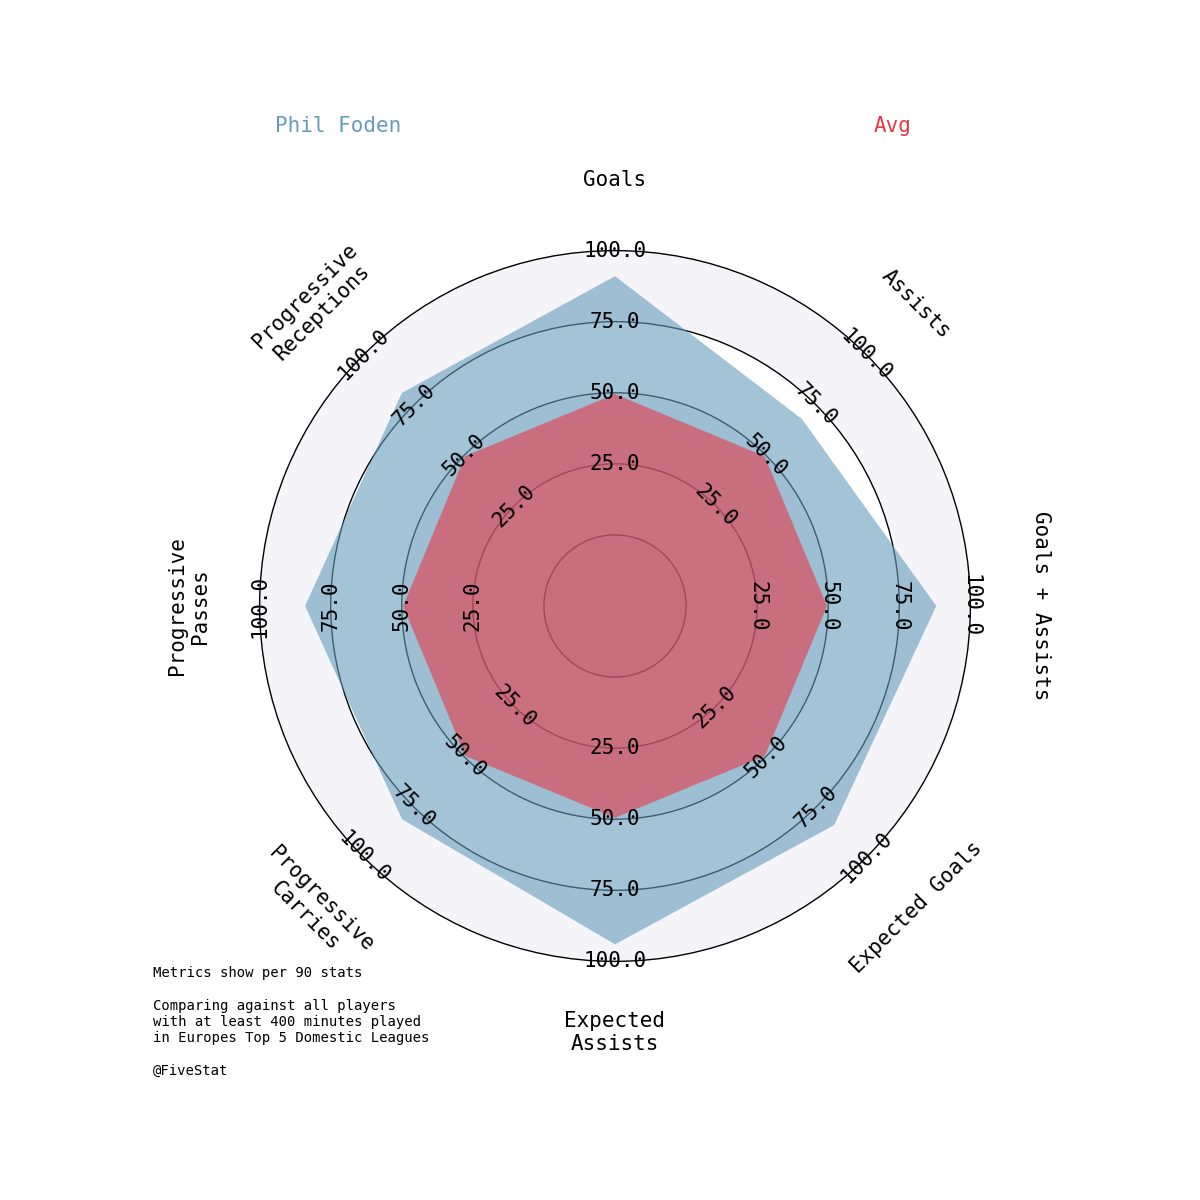 Phil Foden
Avg
Goals
Assists
Goals + Assists
Expected Goals
Expected
Assists
Progressive
Carries
Progressive
Passes
Progressive
Receptions
25.0
50.0
75.0
100.0
25.0
50.0
75.0
100.0
25.0
50.0
75.0
100.0
25.0
50.0
75.0
100.0
25.0
50.0
75.0
100.0
25.0
50.0
75.0
100.0
25.0
50.0
75.0
100.0
25.0
50.0
75.0
100.0
Metrics show per 90 stats
Comparing against all players
with at least 400 minutes played
in Europes Top 5 Domestic Leagues
@FiveStat